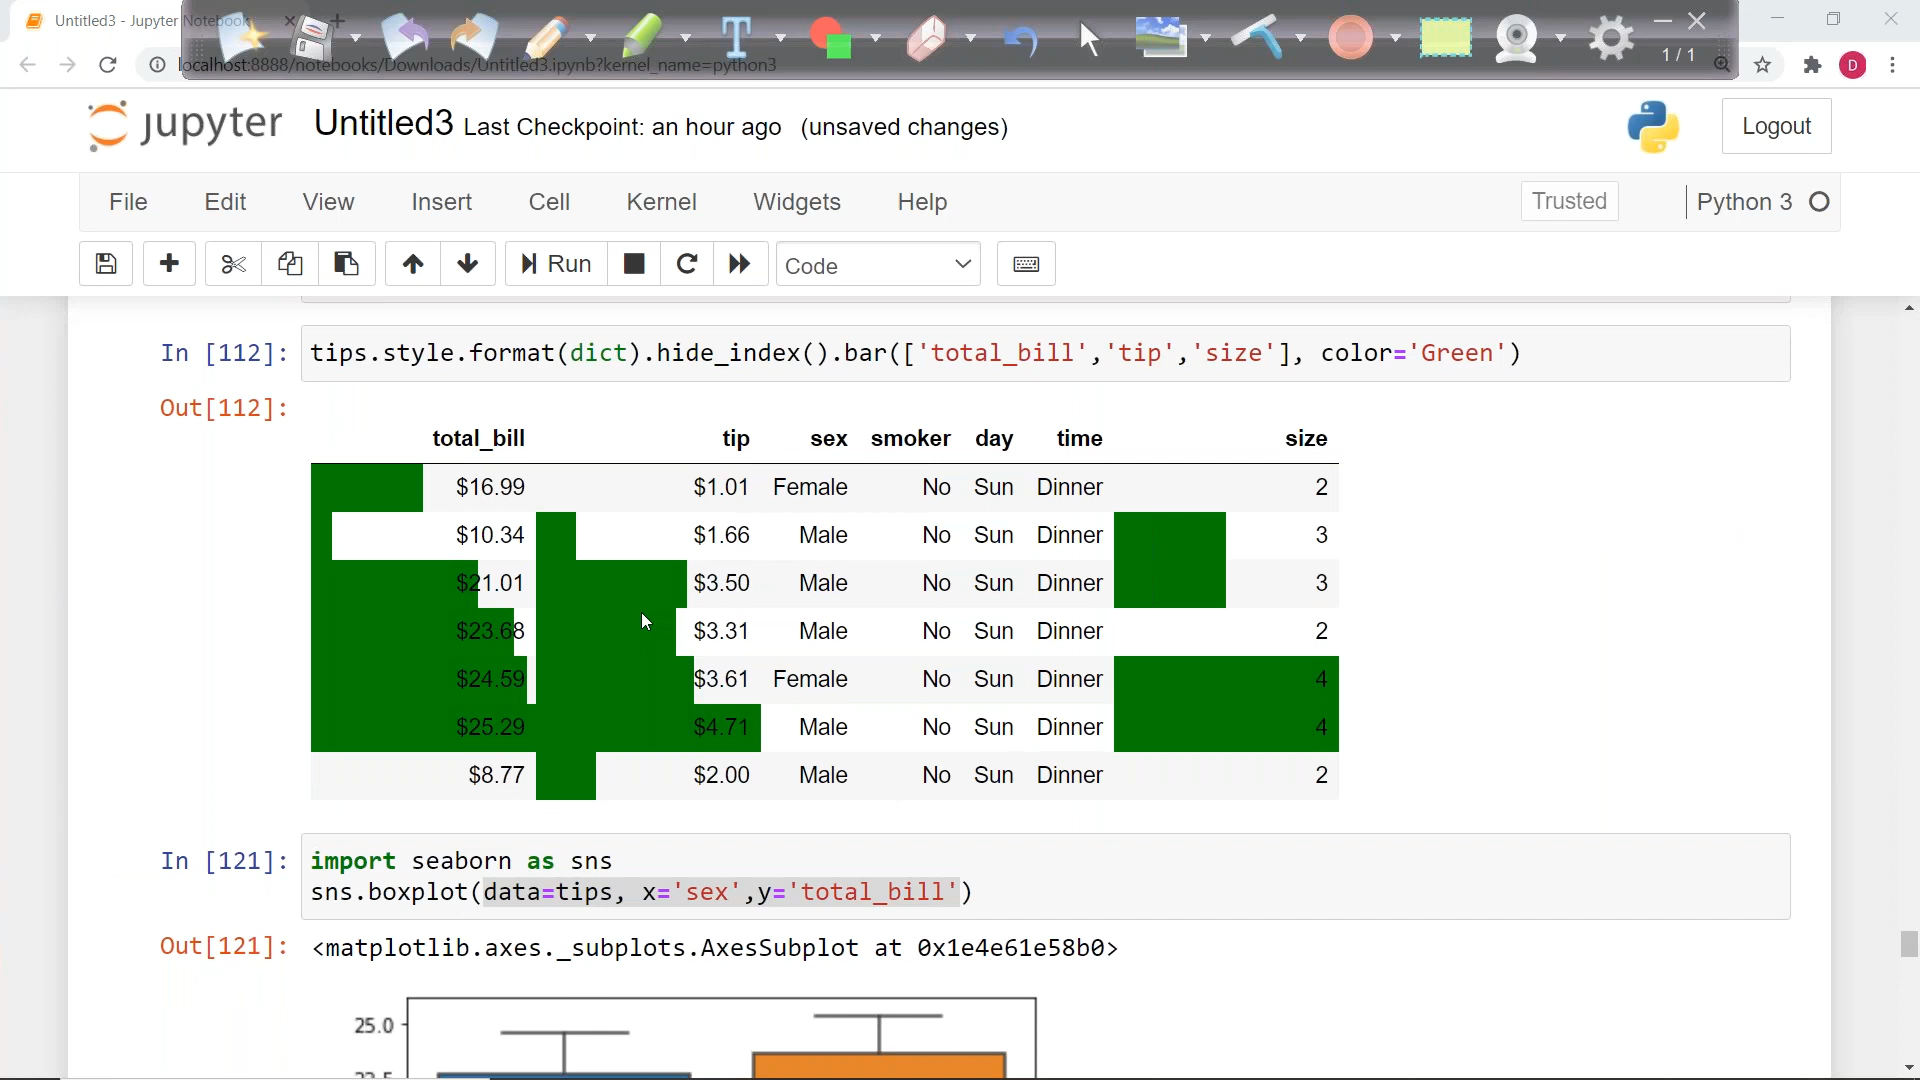 Untitled3 - Jupyter Notebook
localhost:8888/notebooks/Downloads/Untitled3.ipynb?kernel_name=python3
1 / 1
D
jupyter Untitled3 Last Checkpoint: an hour ago (unsaved changes)
Logout
File Edit View Insert Cell Kernel Widgets Help Trusted Python 3
Run Code
In [112]: tips.style.format(dict).hide_index().bar(['total_bill','tip','size'], color='Green')
Out[112]:
total_bill tip sex smoker day time size
$16.99 $1.01 Female No Sun Dinner 2
$10.34 $1.66 Male No Sun Dinner 3
$21.01 $3.50 Male No Sun Dinner 3
$23.68 $3.31 Male No Sun Dinner 2
$24.59 $3.61 Female No Sun Dinner 4
$25.29 $4.71 Male No Sun Dinner 4
$8.77 $2.00 Male No Sun Dinner 2
In [121]: import seaborn as sns
sns.boxplot(data=tips, x='sex',y='total_bill')
Out[121]: <matplotlib.axes._subplots.AxesSubplot at 0x1e4e61e58b0>
25.0